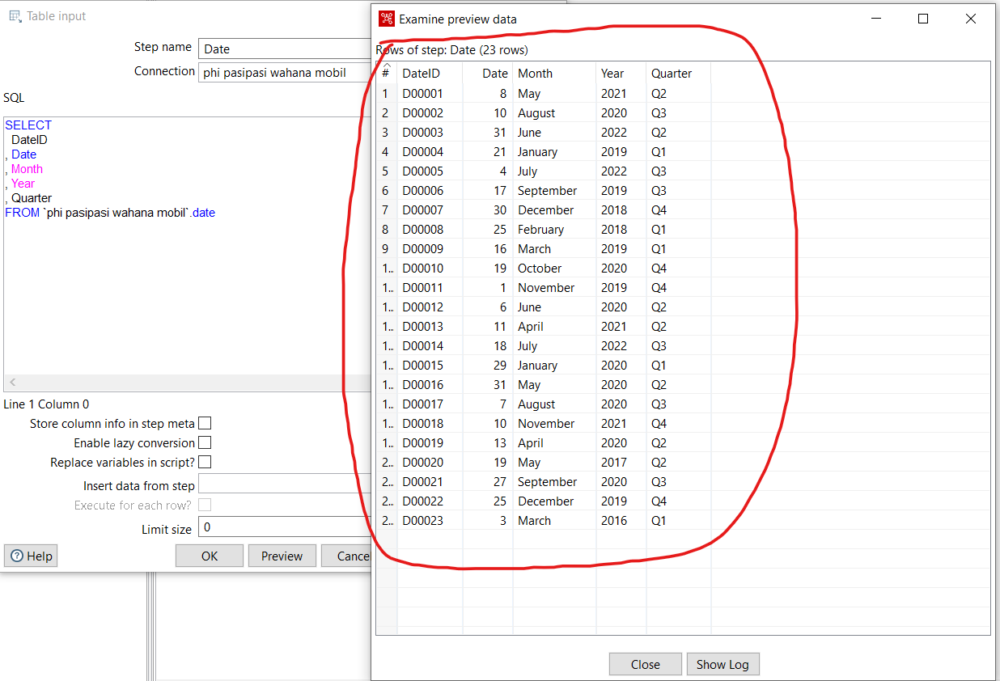 Table input
Step name Date
Connection phi pasipasi wahana mobil
SQL
SELECT
DateID
, Date
, Month
, Year
, Quarter
FROM `phi pasipasi wahana mobil`.date
<
Line 1 Column 0
Store column info in step meta
Enable lazy conversion
Replace variables in script?
Insert data from step
Execute for each row?
Limit size 0
? Help OK Preview Cancel
Examine preview data
Rows of step: Date (23 rows)
# DateID Date Month Year Quarter
1 D00001 8 May 2021 Q2
2 D00002 10 August 2020 Q3
3 D00003 31 June 2022 Q2
4 D00004 21 January 2019 Q1
5 D00005 4 July 2022 Q3
6 D00006 17 September 2019 Q3
7 D00007 30 December 2018 Q4
8 D00008 25 February 2018 Q1
9 D00009 16 March 2019 Q1
1.. D00010 19 October 2020 Q4
1.. D00011 1 November 2019 Q4
1.. D00012 6 June 2020 Q2
1.. D00013 11 April 2021 Q2
1.. D00014 18 July 2022 Q3
1.. D00015 29 January 2020 Q1
1.. D00016 31 May 2020 Q2
1.. D00017 7 August 2020 Q3
1.. D00018 10 November 2021 Q4
1.. D00019 13 April 2020 Q2
2.. D00020 19 May 2017 Q2
2.. D00021 27 September 2020 Q3
2.. D00022 25 December 2019 Q4
2.. D00023 3 March 2016 Q1
Close Show Log